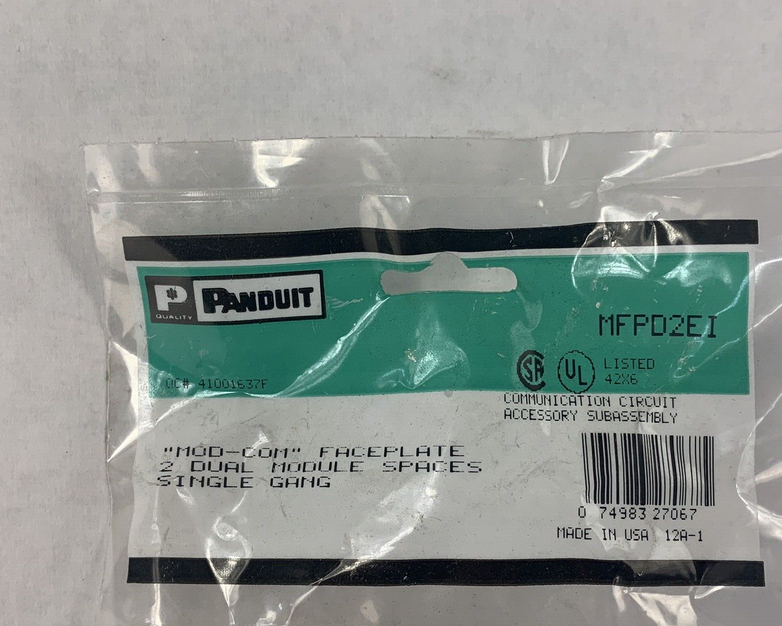 P QUALITY PANDUIT
MFPD2EI
LISTED
42X6
41001637F
COMMUNICATION CIRCUIT
ACCESSORY SUBASSEMBLY
"MOD-COM" FACEPLATE
2 DUAL MODULE SPACES
SINGLE GANG
0 74983 27067
MADE IN USA 12A-1